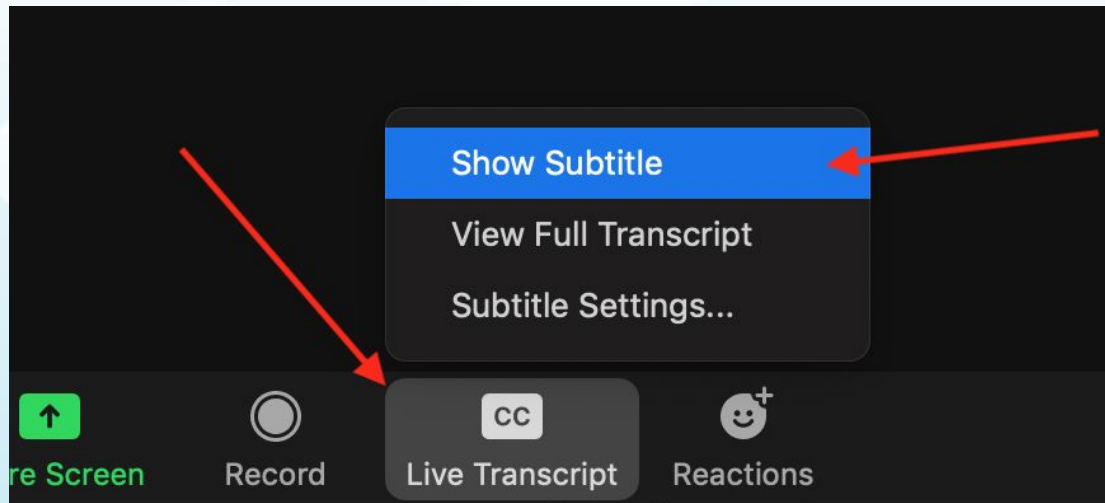 Show Subtitle
View Full Transcript
Subtitle Settings...
CC
re Screen
Record
Live Transcript
Reactions